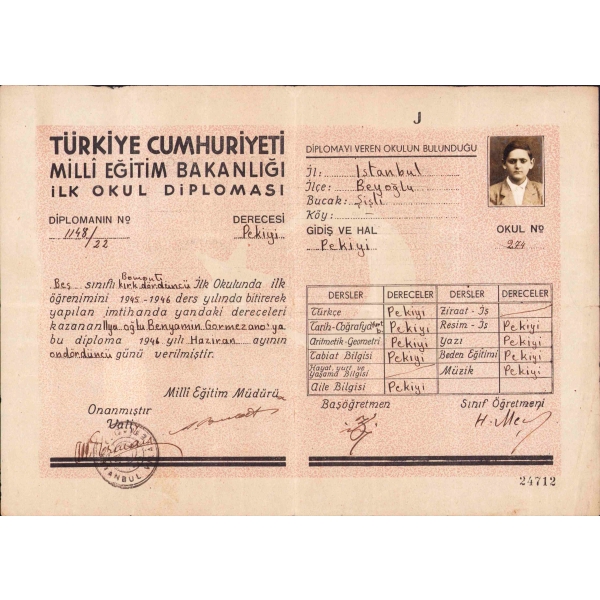 J
TÜRKİYE CUMHURİYETİ
MİLLÎ EĞİTİM BAKANLIĞI
İLK OKUL DİPLOMASI
DİPLOMANIN No DERECESİ
1148/22 Pekiyi
Bomonti
Beş sınıflı kırk dördüncü İlk Okulunda ilk
öğrenimini 1945-1946 ders yılında bitirerek
yapılan imtihanda yandaki dereceleri
kazanan İlya oğlu Benyamin Gormezano'ya
bu diploma 1946 yılı Haziran ayının
ondördüncü günü verilmiştir.
Millî Eğitim Müdürü
Onanmıştır
Vali
İSTANBUL
DİPLOMAYI VEREN OKULUN BULUNDUĞU
İl: İstanbul
İlçe: Beyoğlu
Bucak: Şişli
Köy: —
GİDİŞ VE HAL OKUL No
Pekiyi 274
DERSLER DERECELER DERSLER DERECELER
Türkçe Pekiyi Ziraat-İş
Tarih-Coğrafya Pekiyi Resim-İş Pekiyi
Aritmetik-Geometri Pekiyi Yazı Pekiyi
Tabiat Bilgisi Pekiyi Beden Eğitimi Pekiyi
Hayat, yurt ve Yaşama Bilgisi Müzik Pekiyi
Aile Bilgisi Pekiyi
Başöğretmen Sınıf Öğretmeni
24712